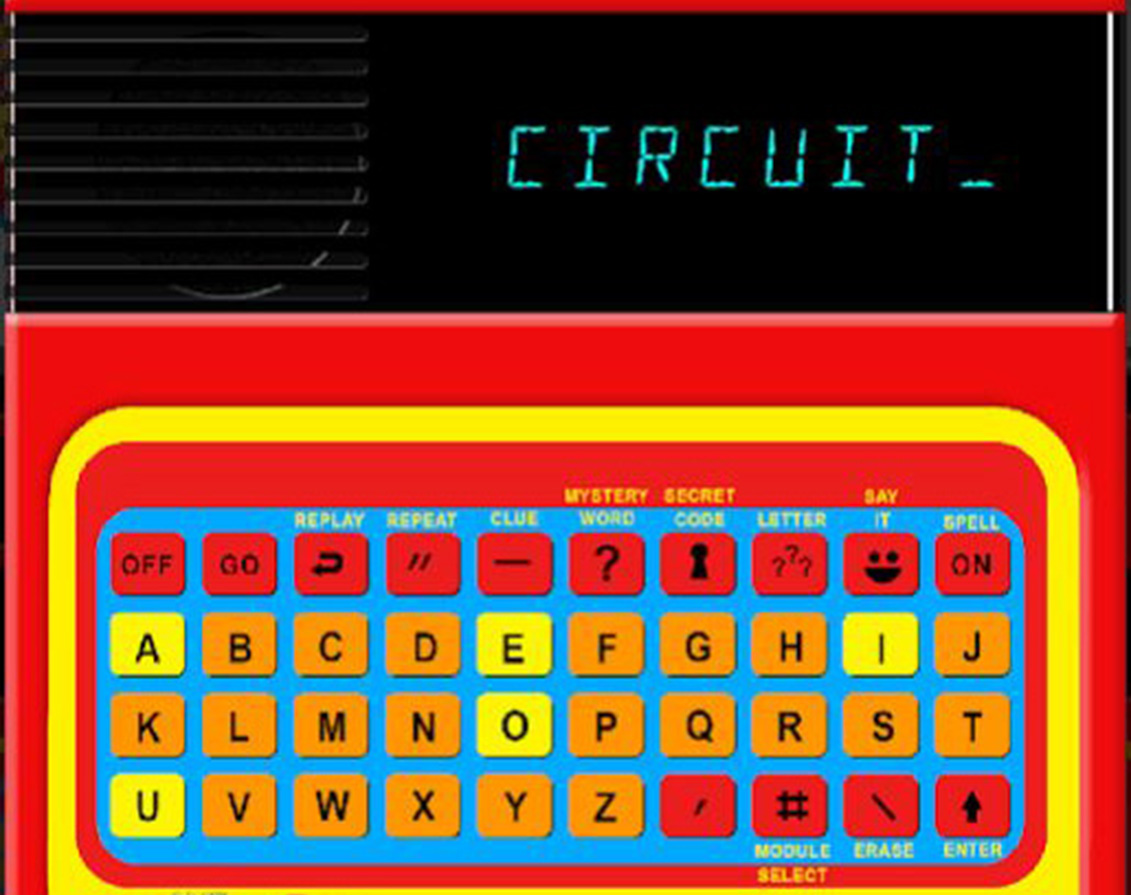 CIRCUIT_
MYSTERY SECRET SAY
REPLAY REPEAT CLUE WORD CODE LETTER IT SPELL
OFF GO " — ? ??? ON
A B C D E F G H I J
K L M N O P Q R S T
U V W X Y Z ' # \
MODULE ERASE ENTER
SELECT